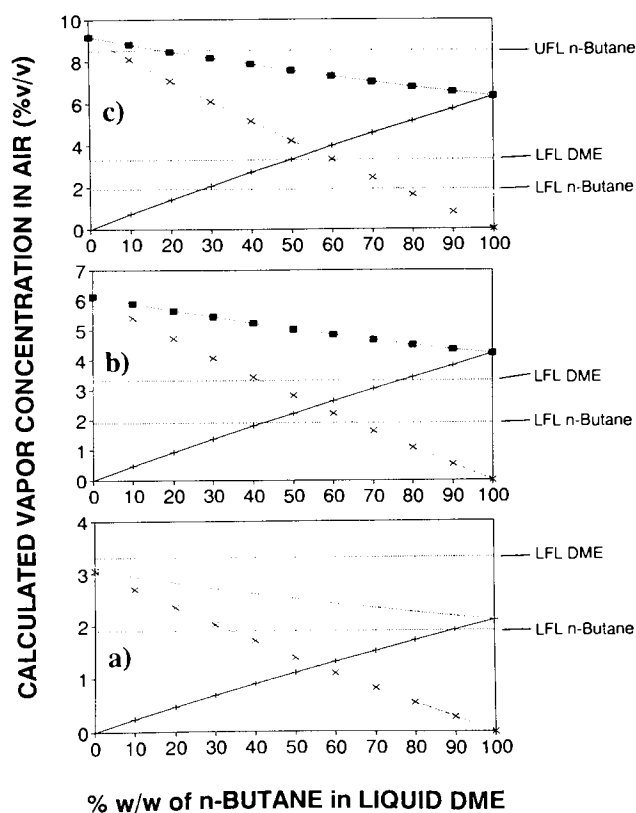 CALCULATED VAPOR CONCENTRATION IN AIR (%v/v)
10
8
6
4
2
0
c)
UFL n-Butane
LFL DME
LFL n-Butane
0 10 20 30 40 50 60 70 80 90 100
7
6
5
4
3
2
1
0
b)
LFL DME
LFL n-Butane
0 10 20 30 40 50 60 70 80 90 100
4
3
2
1
0
a)
LFL DME
LFL n-Butane
0 10 20 30 40 50 60 70 80 90 100
% w/w of n-BUTANE in LIQUID DME